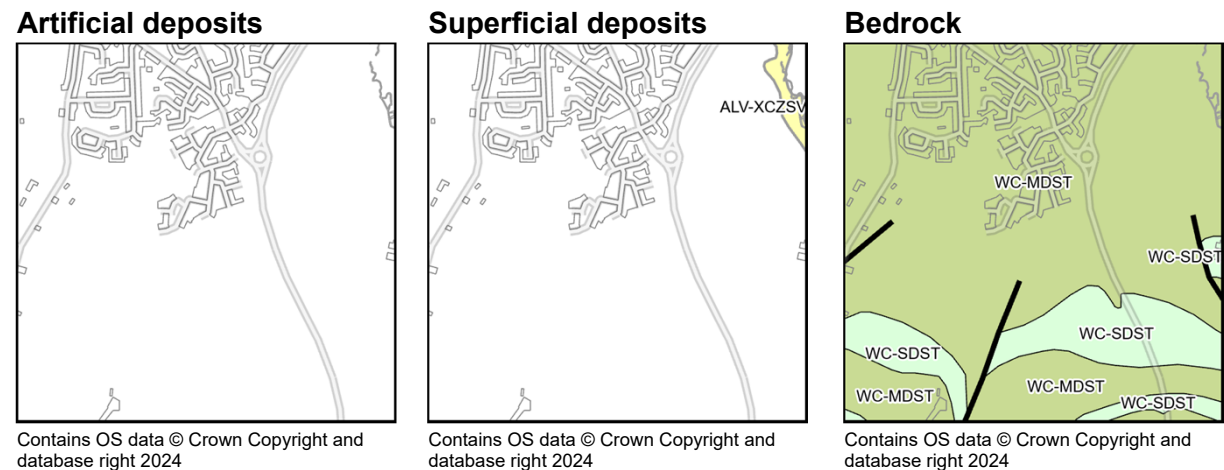 Artificial deposits
Superficial deposits
Bedrock
ALV-XCZSV
WC-MDST
WC-SDST
WC-SDST
WC-SDST
WC-MDST
WC-MDST
WC-SDST
Contains OS data © Crown Copyright and
database right 2024
Contains OS data © Crown Copyright and
database right 2024
Contains OS data © Crown Copyright and
database right 2024